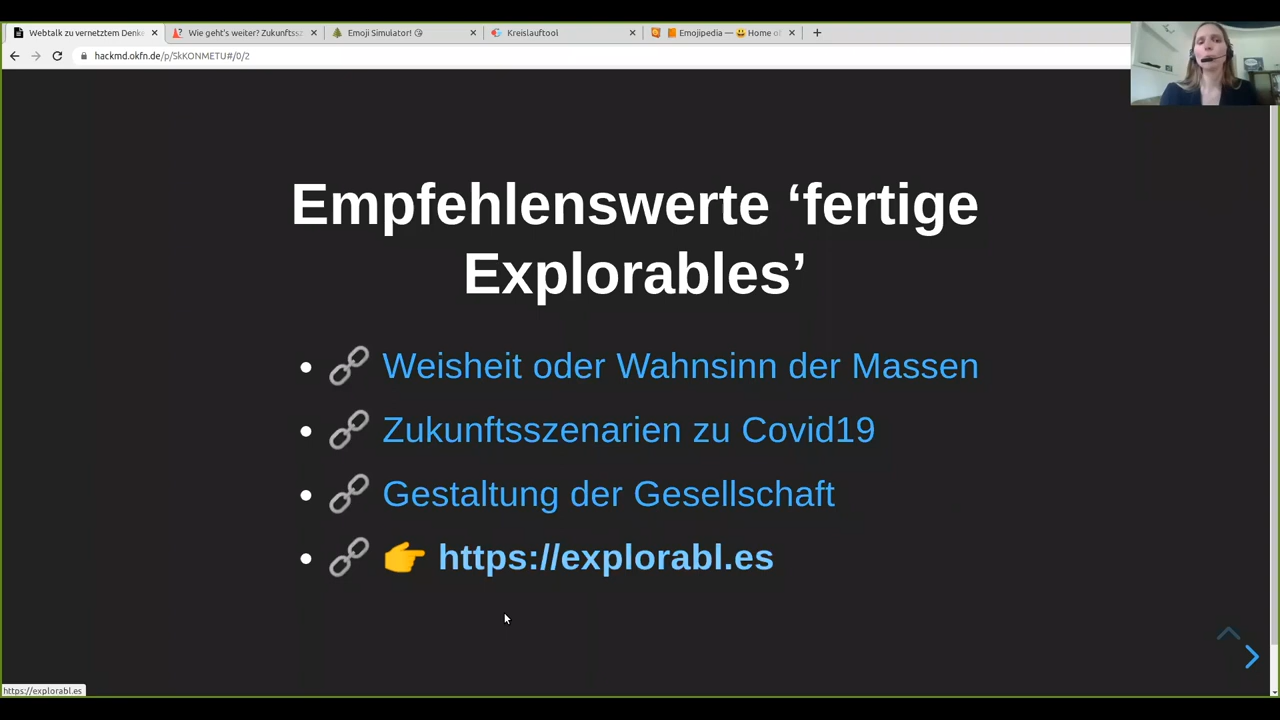 Webtalk zu vernetztem Denke
Wie geht's weiter? Zukunftssz
Emoji Simulator! 😘
Kreislauftool
📙 Emojipedia — 😃 Home of
hackmd.okfn.de/p/SkKONMETU#/0/2
Empfehlenswerte ‘fertige
Explorables’
• 🔗 Weisheit oder Wahnsinn der Massen
• 🔗 Zukunftsszenarien zu Covid19
• 🔗 Gestaltung der Gesellschaft
• 🔗 👉 https://explorabl.es
https://explorabl.es